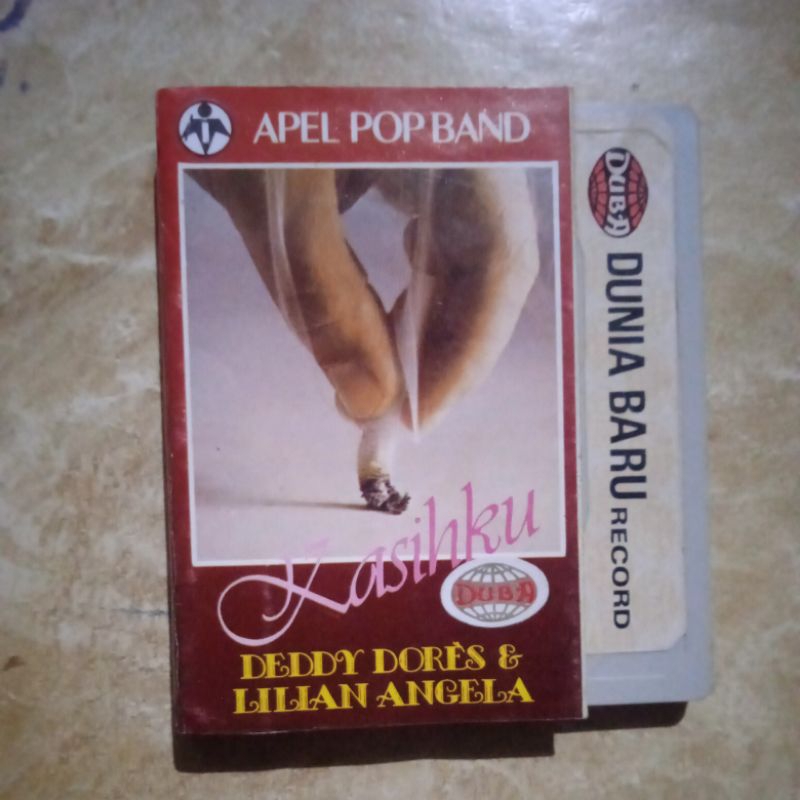 APEL POP BAND
Kasihku
DUBA
DEDDY DORÈS &
LILIAN ANGELA
DUBA
DUNIA BARU RECORD